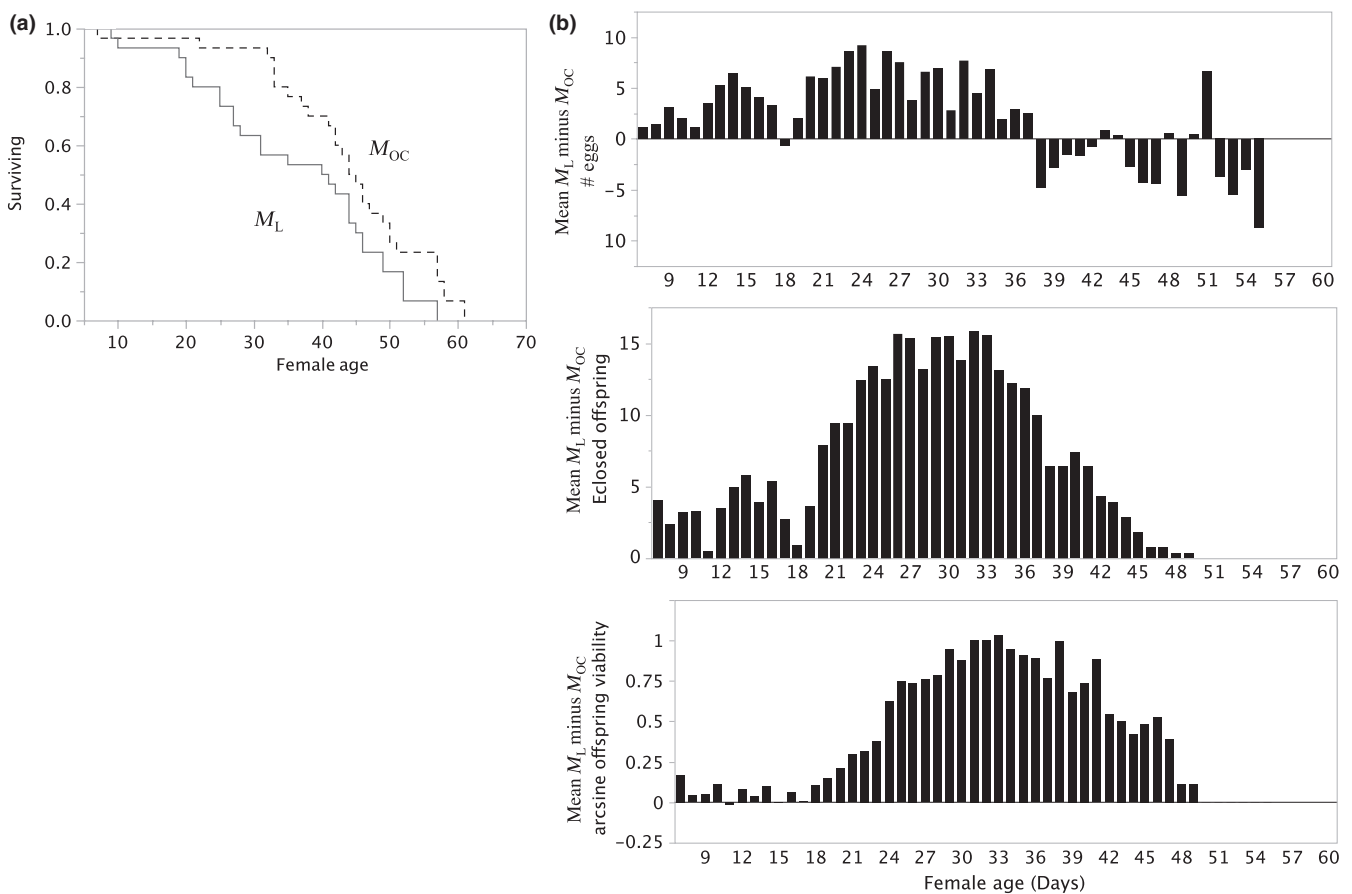 (a)
1.0
0.8
0.6
0.4
0.2
0.0
Surviving
M_OC
M_L
10 20 30 40 50 60 70
Female age
(b)
Mean M_L minus M_OC
# eggs
10
5
0
−5
10
9 12 15 18 21 24 27 30 33 36 39 42 45 48 51 54 57 60
Mean M_L minus M_OC
Eclosed offspring
15
10
5
0
9 12 15 18 21 24 27 30 33 36 39 42 45 48 51 54 57 60
Mean M_L minus M_OC
arcsine offspring viability
1
0.75
0.5
0.25
0
-0.25
9 12 15 18 21 24 27 30 33 36 39 42 45 48 51 54 57 60
Female age (Days)